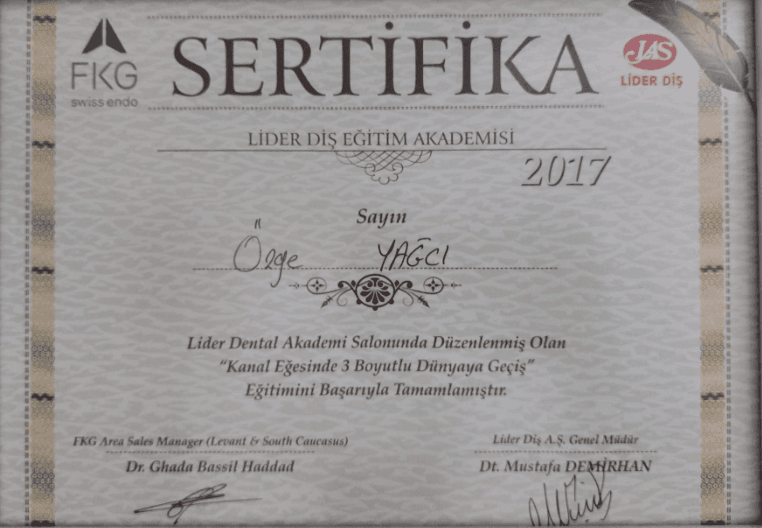 FKG
swiss endo
SERTİFİKA
JAS
LİDER DİŞ
LİDER DİŞ EĞİTİM AKADEMİSİ
2017
Sayın
Özge YAĞCI
Lider Dental Akademi Salonunda Düzenlenmiş Olan
“Kanal Eğesinde 3 Boyutlu Dünyaya Geçiş”
Eğitimini Başarıyla Tamamlamıştır.
FKG Area Sales Manager (Levant & South Caucasus)
Dr. Ghada Bassil Haddad
Lider Diş A.Ş. Genel Müdür
Dt. Mustafa DEMİRHAN